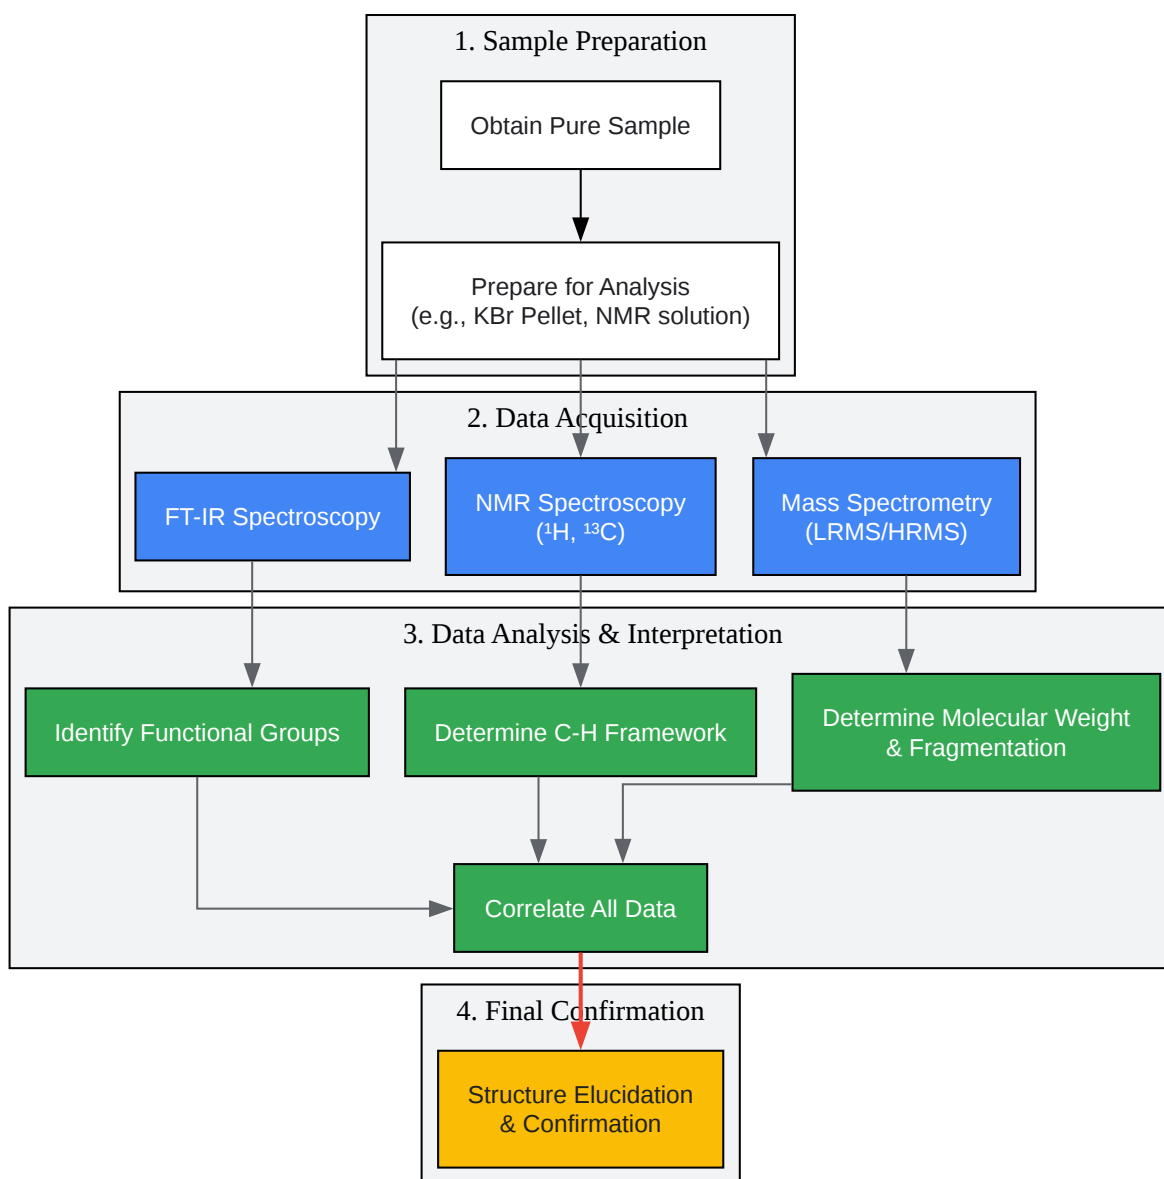 1. Sample Preparation
Obtain Pure Sample
Prepare for Analysis
(e.g., KBr Pellet, NMR solution)
2. Data Acquisition
FT-IR Spectroscopy
NMR Spectroscopy
(¹H, ¹³C)
Mass Spectrometry
(LRMS/HRMS)
3. Data Analysis & Interpretation
Identify Functional Groups
Determine C-H Framework
Determine Molecular Weight
& Fragmentation
Correlate All Data
4. Final Confirmation
Structure Elucidation
& Confirmation